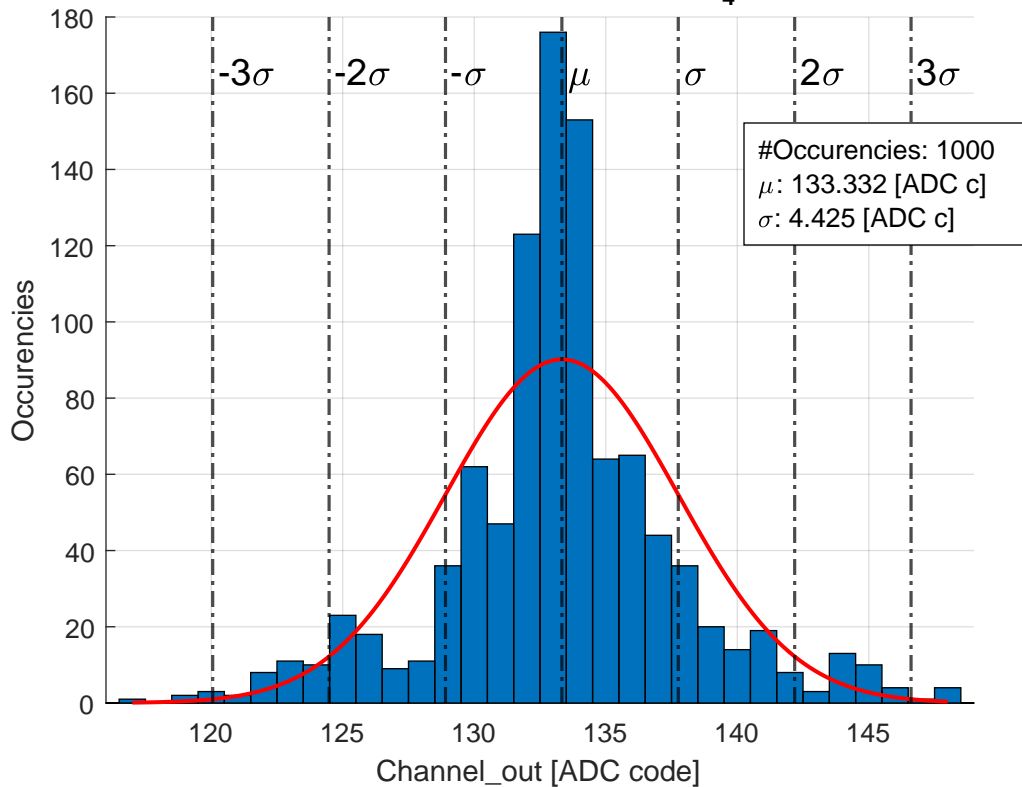 4
180
160
140
120
100
80
60
40
20
0
-3σ
-2σ
-σ
μ
σ
2σ
3σ
#Occurencies: 1000
μ: 133.332 [ADC c]
σ: 4.425 [ADC c]
Occurencies
120
125
130
135
140
145
Channel_out [ADC code]